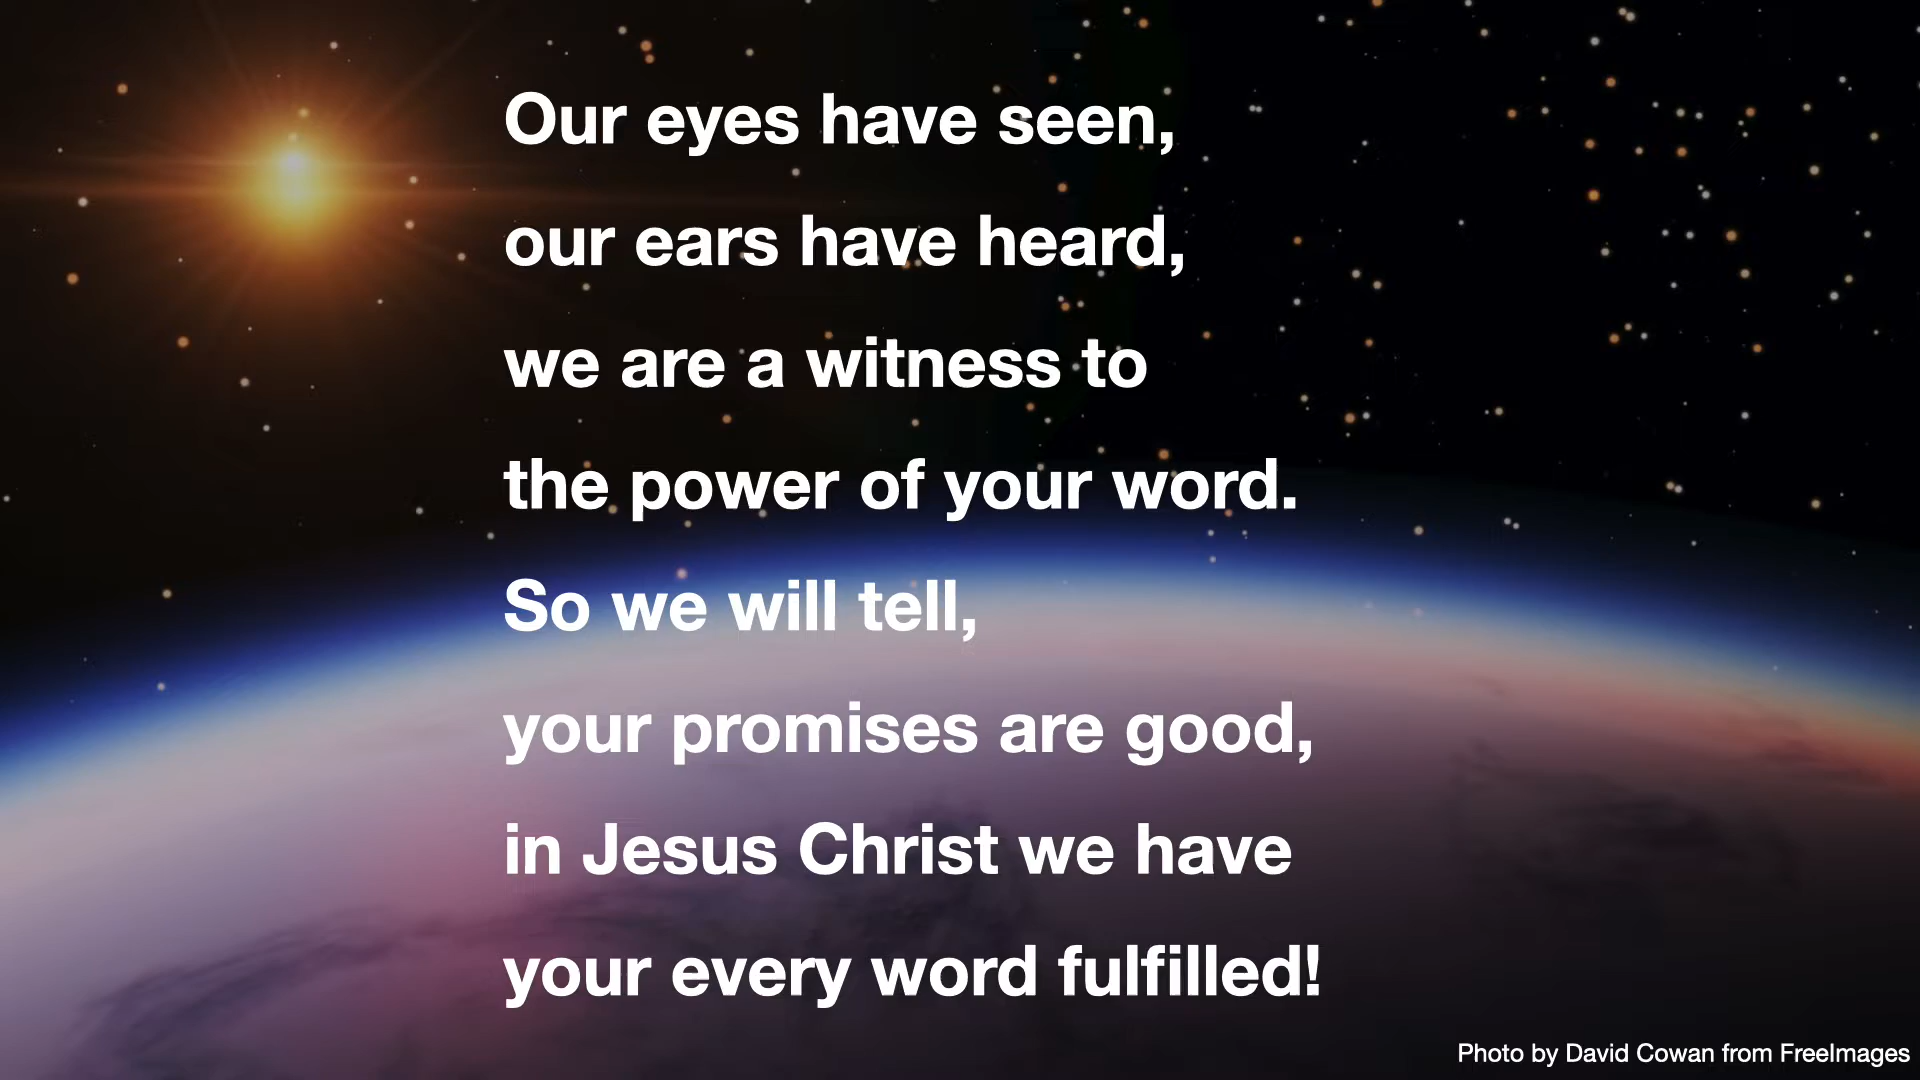 Our eyes have seen,
our ears have heard,
we are a witness to
the power of your word.
So we will tell,
your promises are good,
in Jesus Christ we have
your every word fulfilled!
Photo by David Cowan from FreeImages